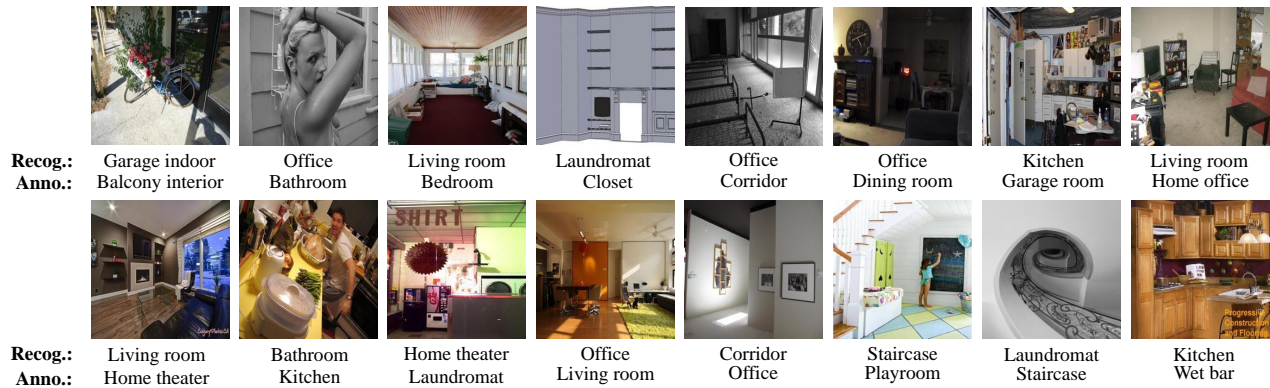 Recog.: Garage indoor Office Living room Laundromat Office Office Kitchen Living room
Anno.: Balcony interior Bathroom Bedroom Closet Corridor Dining room Garage room Home office
SHIRT
Progressive
Construction
and Flooring
Recog.: Living room Bathroom Home theater Office Corridor Staircase Laundromat Kitchen
Anno.: Home theater Kitchen Laundromat Living room Office Playroom Staircase Wet bar